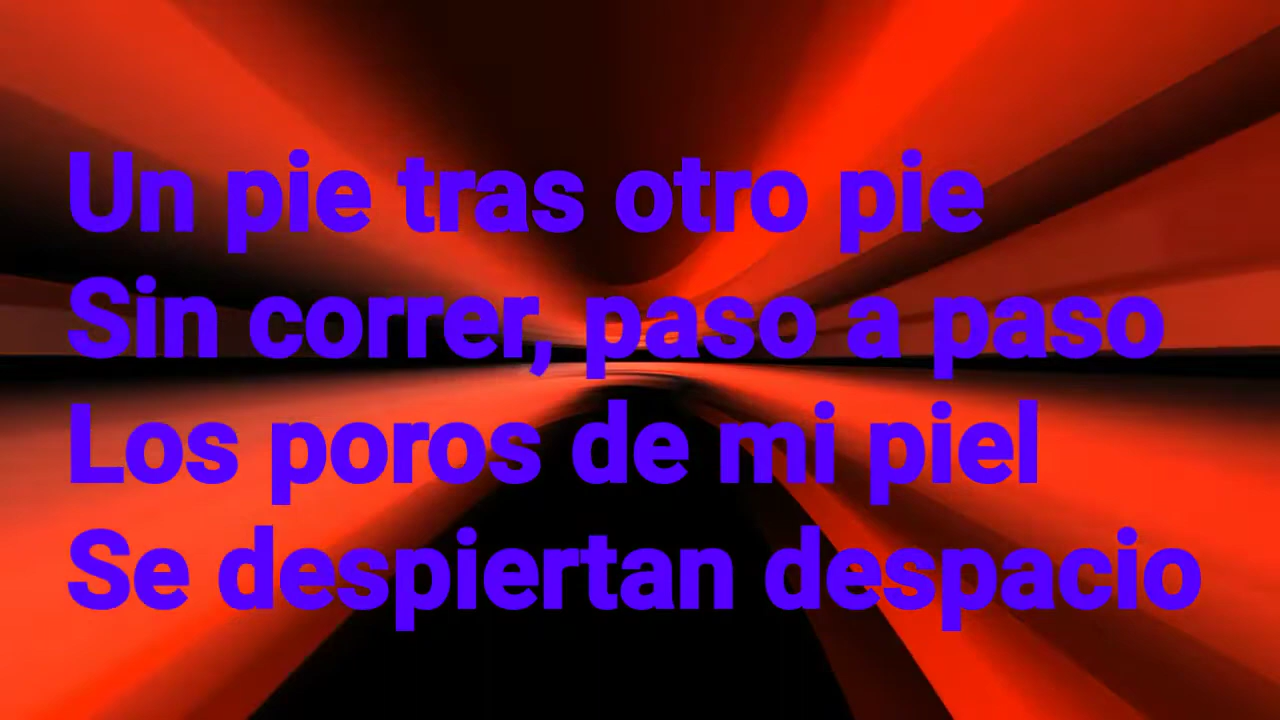 Un pie tras otro pie
Sin correr, paso a paso
Los poros de mi piel
Se despiertan despacio